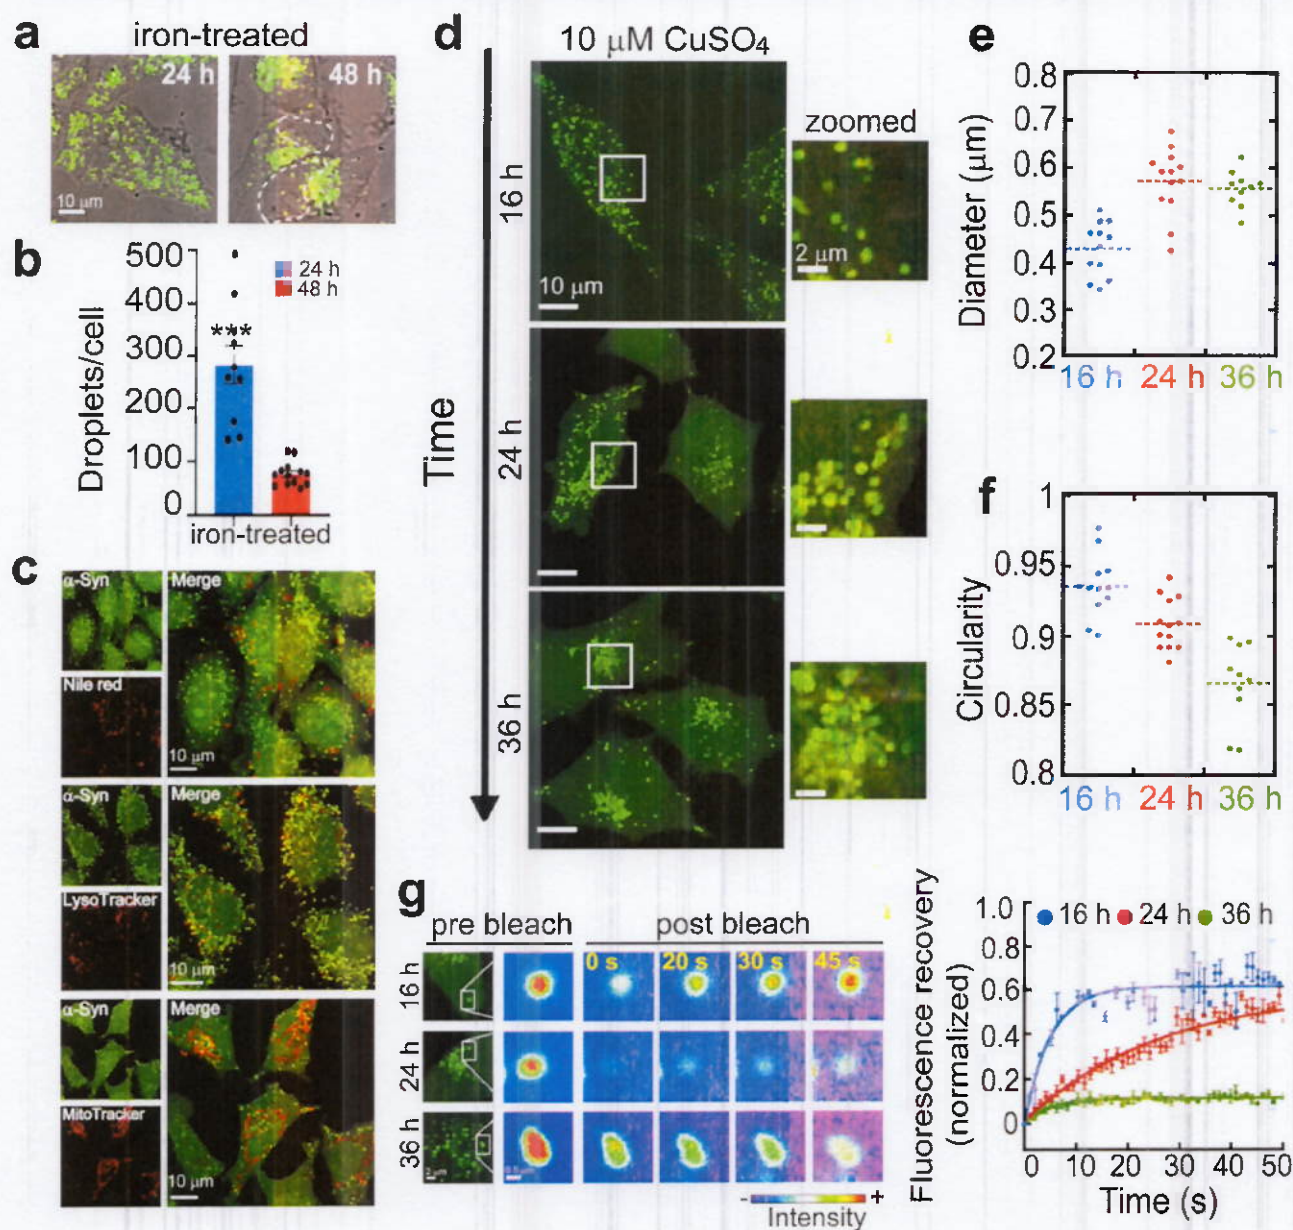 a
iron-treated
24 h
48 h
10 μm
b
Droplets/cell
500
400
300
200
100
0
24 h
48 h
***
iron-treated
c
α-Syn
Merge
Nile red
10 μm
α-Syn
Merge
LysoTracker
10 μm
α-Syn
Merge
MitoTracker
10 μm
d
10 μM CuSO₄
Time
16 h
24 h
36 h
zoomed
10 μm
2 μm
e
Diameter (μm)
0.8
0.7
0.6
0.5
0.4
0.3
0.2
16 h 24 h 36 h
f
Circularity
1
0.95
0.9
0.85
0.8
16 h 24 h 36 h
g
pre bleach
post bleach
0 s 20 s 30 s 45 s
16 h
24 h
36 h
2 μm
0.5 μm
- +
Intensity
Fluorescence recovery
(normalized)
1.0
0.8
0.6
0.4
0.2
0
16 h 24 h 36 h
0 10 20 30 40 50
Time (s)